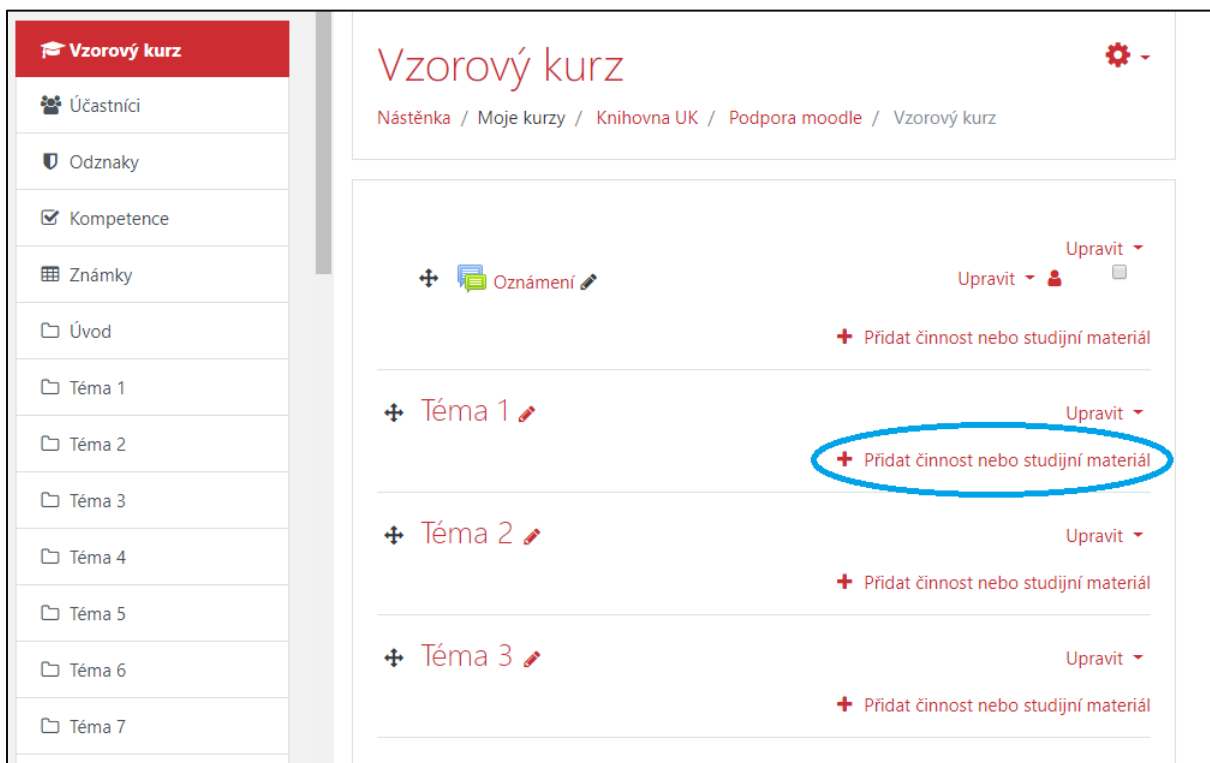 Vzorový kurz
Účastníci
Odznaky
Kompetence
Známky
Úvod
Téma 1
Téma 2
Téma 3
Téma 4
Téma 5
Téma 6
Téma 7
Vzorový kurz
Nástěnka / Moje kurzy / Knihovna UK / Podpora moodle / Vzorový kurz
Upravit
Oznámení Upravit
Přidat činnost nebo studijní materiál
Téma 1 Upravit
Přidat činnost nebo studijní materiál
Téma 2 Upravit
Přidat činnost nebo studijní materiál
Téma 3 Upravit
Přidat činnost nebo studijní materiál